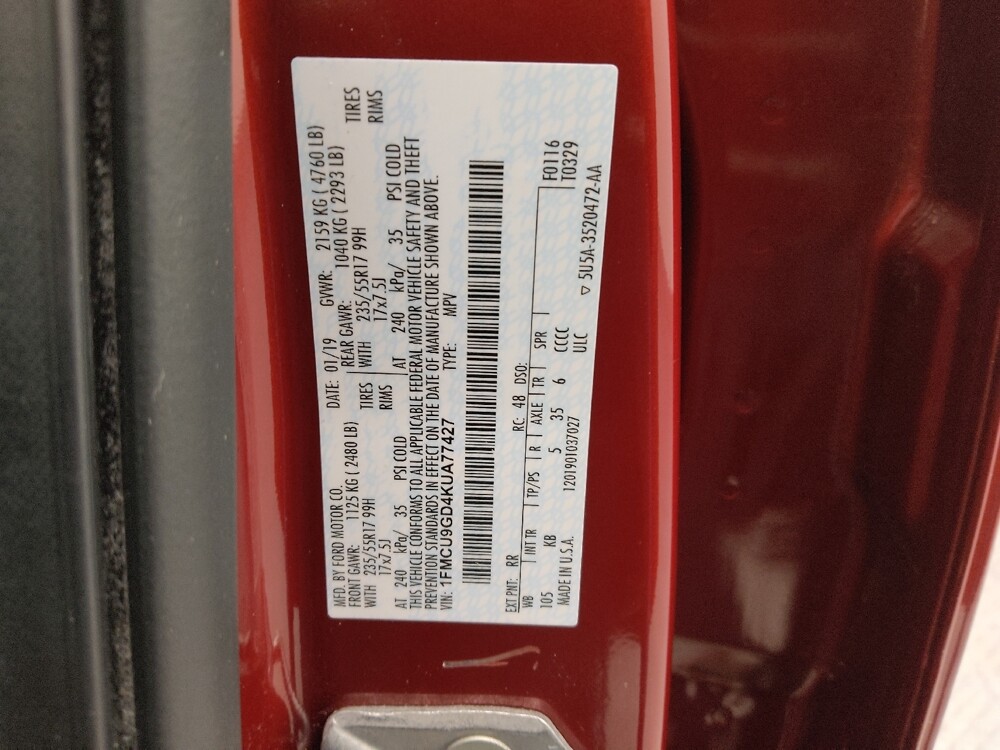 MFD. BY FORD MOTOR CO.
DATE: 01/19 GVWR: 2159 KG ( 4760 LB)
FRONT GAWR: 1125 KG ( 2480 LB) REAR GAWR: 1040 KG ( 2293 LB)
WITH 235/55R17 99H TIRES WITH 235/55R17 99H TIRES
17x7.5J RIMS 17x7.5J RIMS
AT 240 kPa/ 35 PSI COLD AT 240 kPa/ 35 PSI COLD
THIS VEHICLE CONFORMS TO ALL APPLICABLE FEDERAL MOTOR VEHICLE SAFETY AND THEFT
PREVENTION STANDARDS IN EFFECT ON THE DATE OF MANUFACTURE SHOWN ABOVE.
VIN: 1FMCU9GD4KUA77427 TYPE: MPV
EXT PNT: RR RC: 48 DSO: F0116
WB INT TR TP/PS R AXLE TR SPR T0329
105 KB 5 35 6 CCCC
MADE IN U.S.A. 1201901037027 ULC ▽ 5U5A-3520472-AA